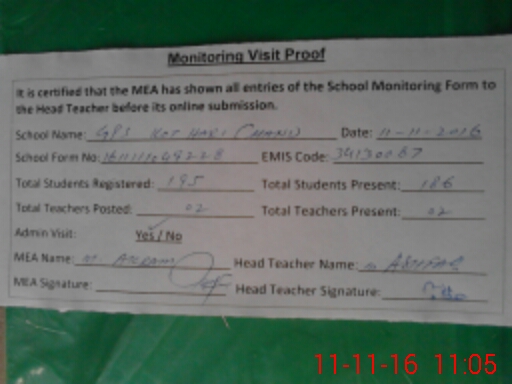 Monitoring Visit Proof
It is certified that the MEA has shown all entries of the School Monitoring Form to
the Head Teacher before its online submission.
School Name: GPS Kot Hari Chand Date: 11-11-2016
School Form No: EMIS Code: 34130087
Total Students Registered: 195 Total Students Present: 186
Total Teachers Posted: 02 Total Teachers Present: 02
Admin Visit: Yes / No
MEA Name: M. Akram Head Teacher Name: ASHFAQ
MEA Signature: Head Teacher Signature:
11-11-16 11:05